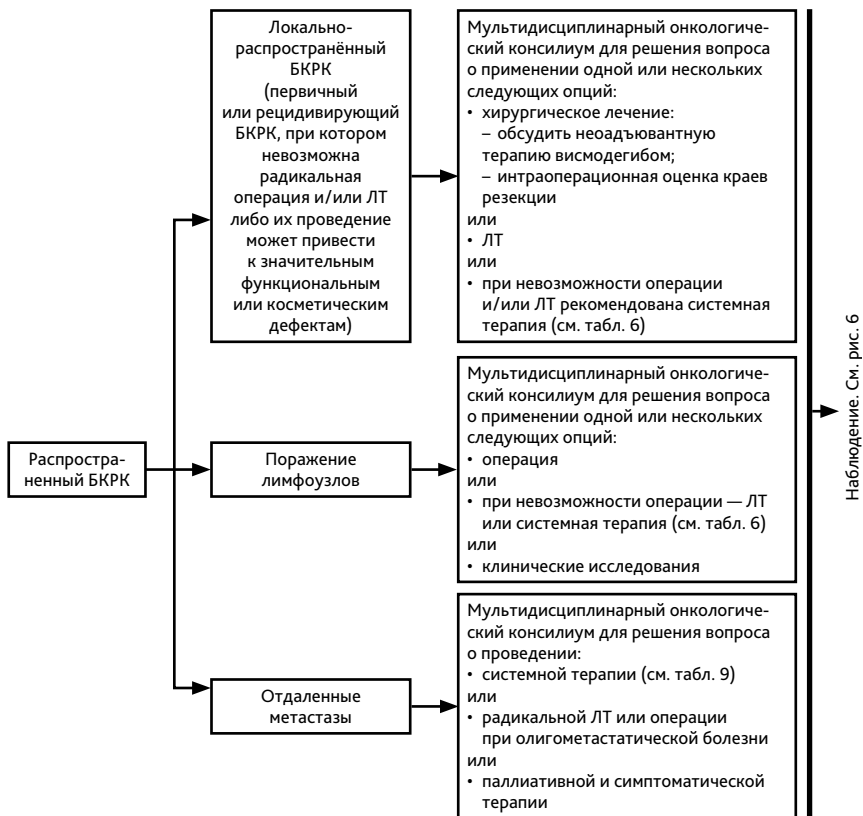 Локально-
распространённый
БКРК
(первичный
или рецидивирующий
БКРК, при котором
невозможна
радикальная
операция и/или ЛТ
либо их проведение
может привести
к значительным
функциональным
или косметическим
дефектам)
Мультидисциплинарный онкологиче-
ский консилиум для решения вопроса
о применении одной или нескольких
следующих опций:
• хирургическое лечение:
– обсудить неоадъювантную
терапию висмодегибом;
– интраоперационная оценка краев
резекции
или
• ЛТ
или
• при невозможности операции
и/или ЛТ рекомендована системная
терапия (см. табл. 6)
Распростра-
ненный БКРК
Поражение
лимфоузлов
Мультидисциплинарный онкологиче-
ский консилиум для решения вопроса
о применении одной или нескольких
следующих опций:
• операция
или
• при невозможности операции — ЛТ
или системная терапия (см. табл. 6)
или
• клинические исследования
Отдаленные
метастазы
Мультидисциплинарный онкологиче-
ский консилиум для решения вопроса
о проведении:
• системной терапии (см. табл. 9)
или
• радикальной ЛТ или операции
при олигометастатической болезни
или
• паллиативной и симптоматической
терапии
Наблюдение. См. рис. 6